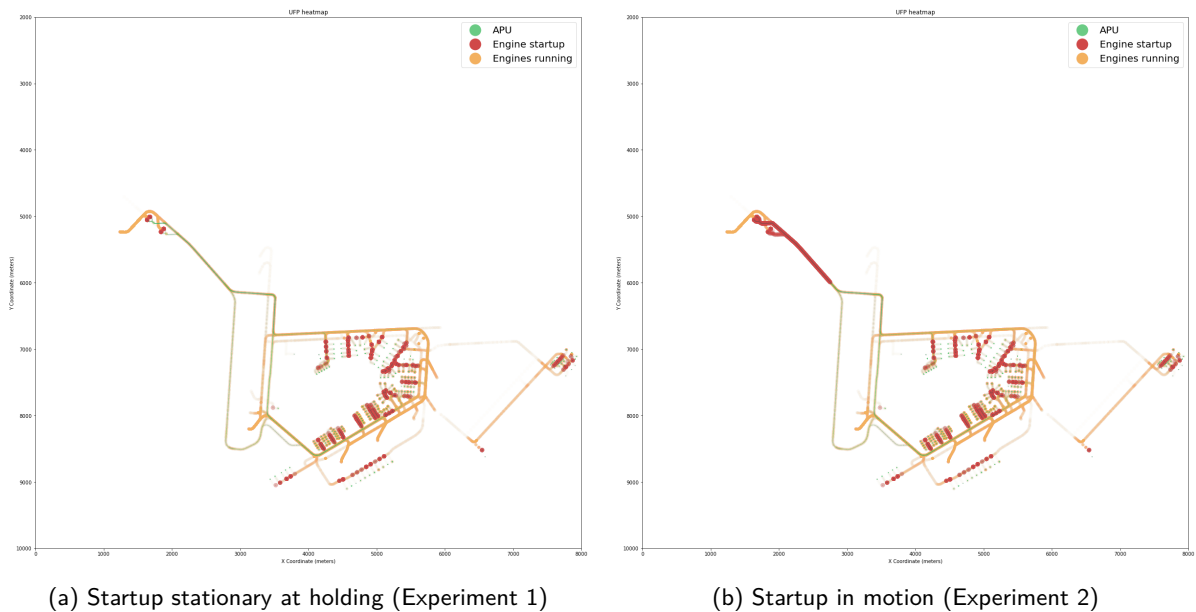 UFP heatmap
APU
Engine startup
Engines running
2000
3000
4000
5000
6000
7000
8000
9000
10000
Y Coordinate (meters)
0
1000
2000
3000
4000
5000
6000
7000
8000
X Coordinate (meters)
(a) Startup stationary at holding (Experiment 1)
UFP heatmap
APU
Engine startup
Engines running
2000
3000
4000
5000
6000
7000
8000
9000
10000
Y Coordinate (meters)
0
1000
2000
3000
4000
5000
6000
7000
8000
X Coordinate (meters)
(b) Startup in motion (Experiment 2)